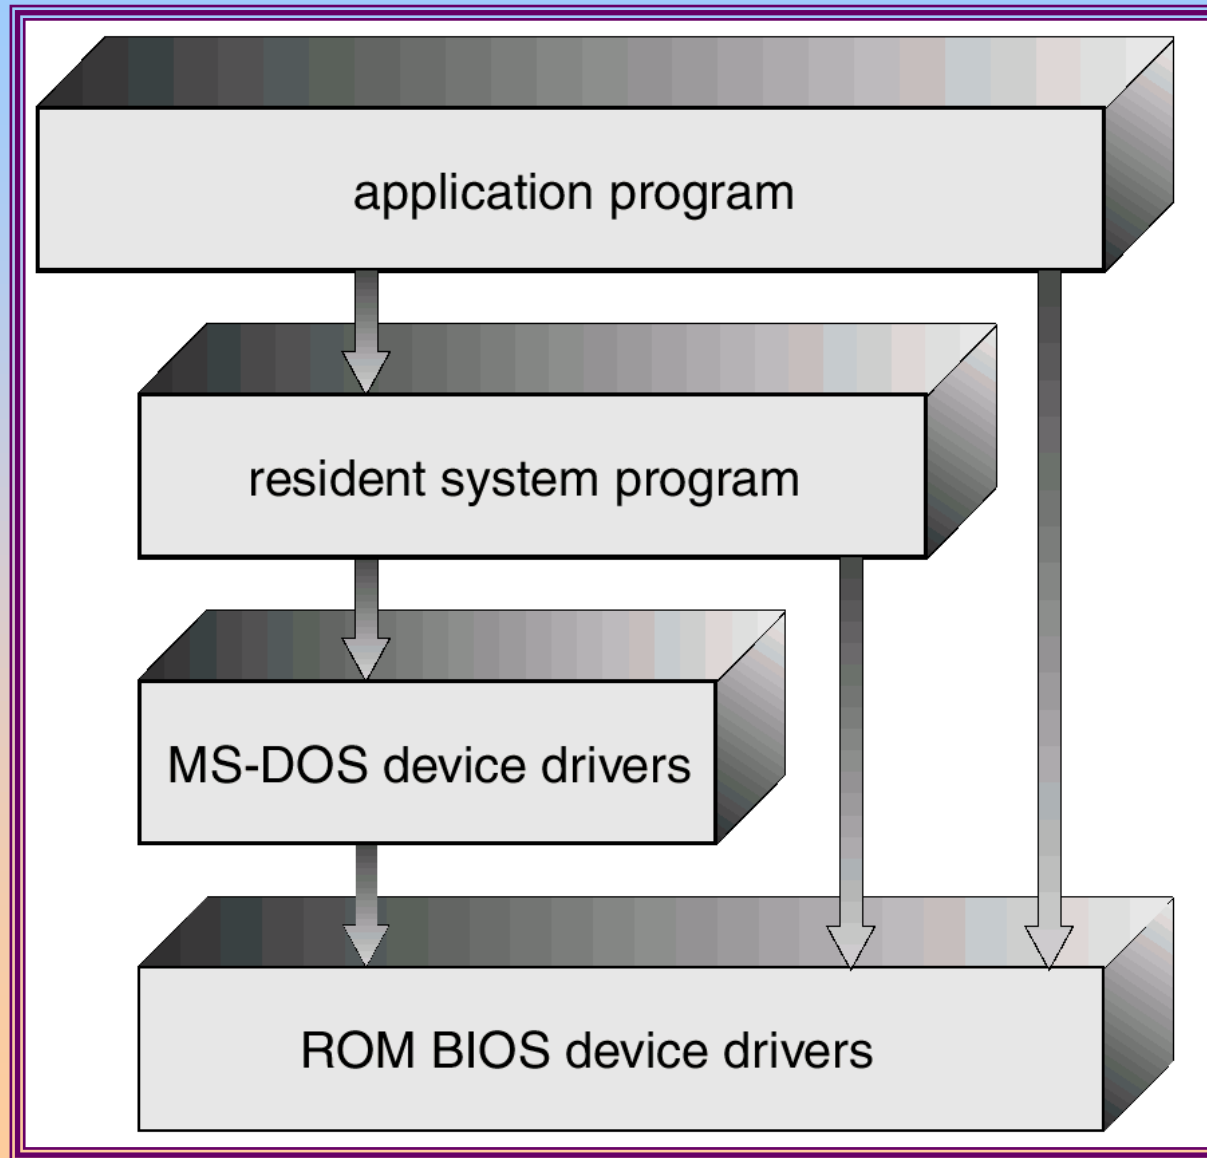 application program
resident system program
MS-DOS device drivers
ROM BIOS device drivers